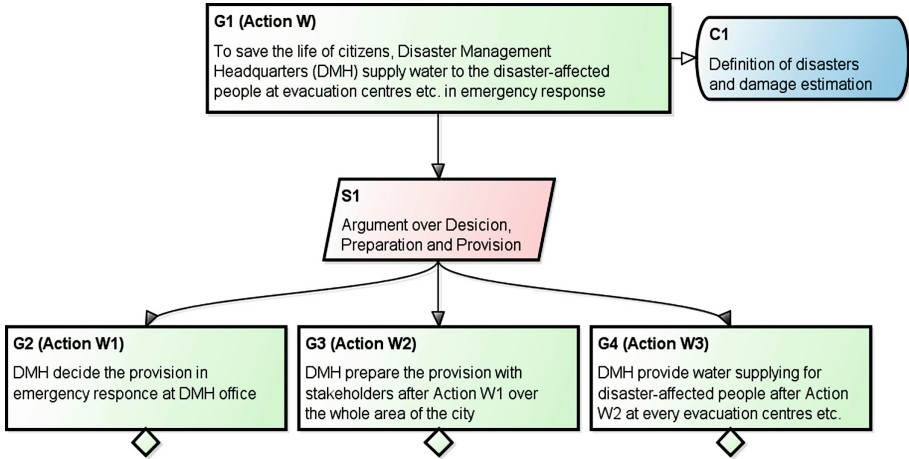 G1 (Action W)
To save the life of citizens, Disaster Management
Headquarters (DMH) supply water to the disaster-affected
people at evacuation centres etc. in emergency response
C1
Definition of disasters
and damage estimation
S1
Argument over Desicion,
Preparation and Provision
G2 (Action W1)
DMH decide the provision in
emergency responce at DMH office
G3 (Action W2)
DMH prepare the provision with
stakeholders after Action W1 over
the whole area of the city
G4 (Action W3)
DMH provide water supplying for
disaster-affected people after Action
W2 at every evacuation centres etc.